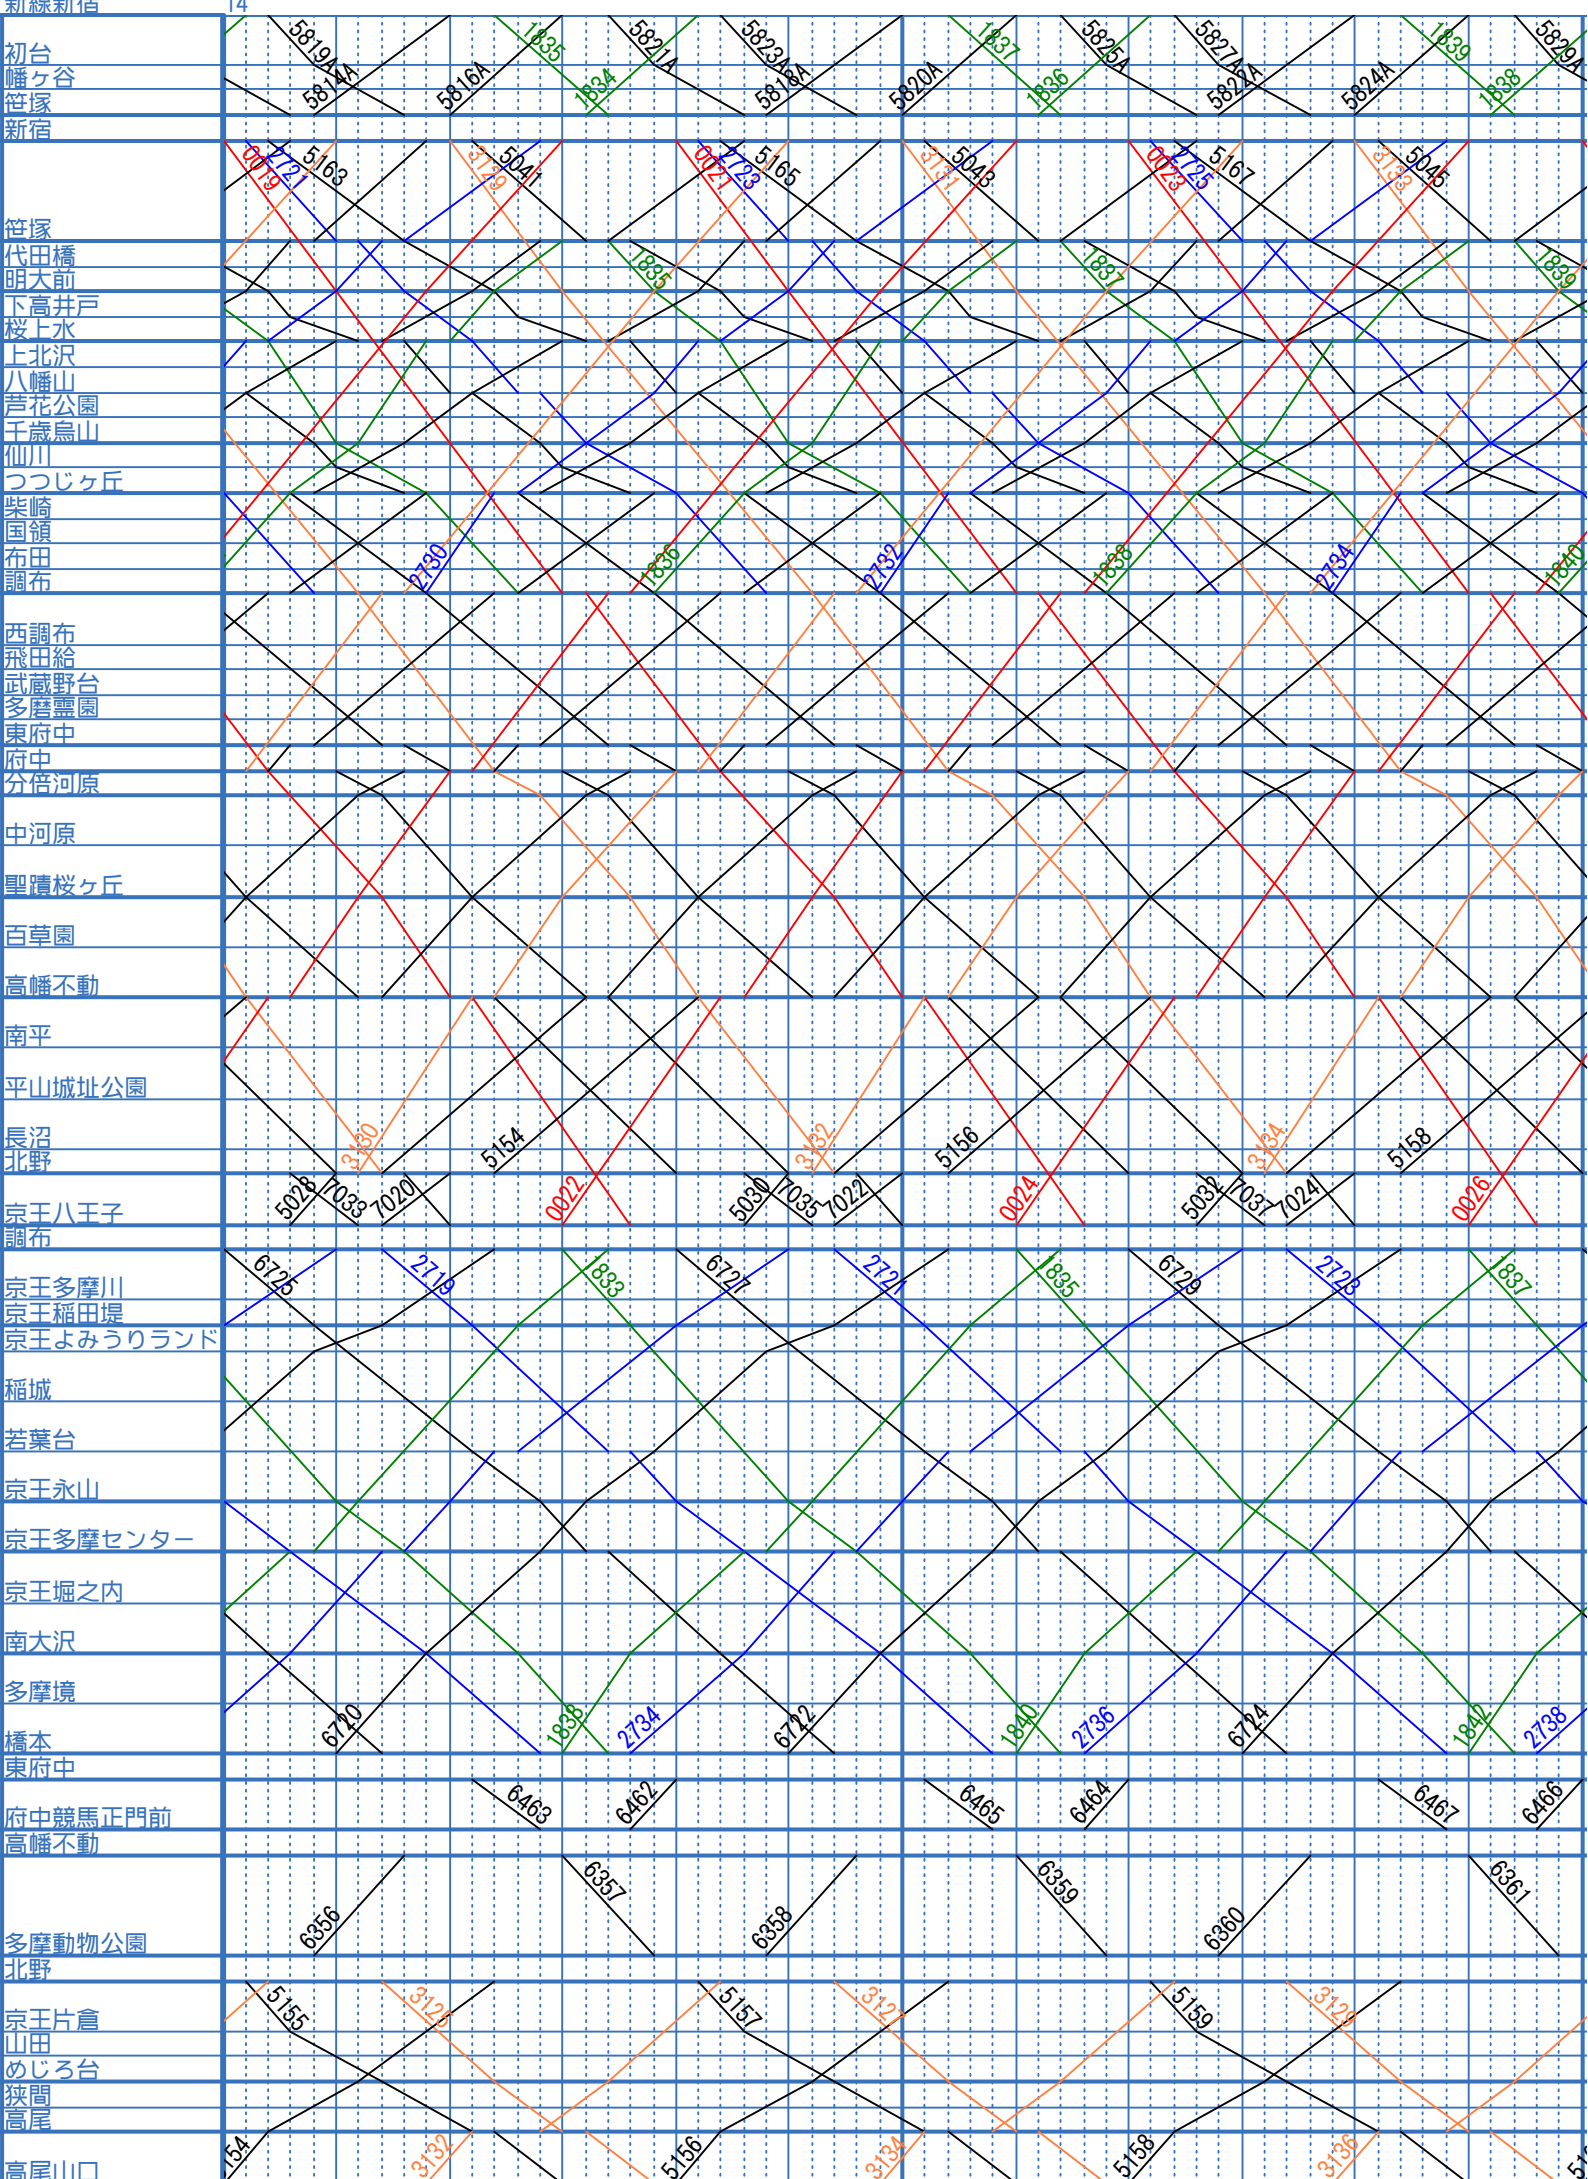 新線新宿 14
初台
幡ヶ谷
笹塚
5819A 5814A 5816A 1835 1834 5821A 5823A 5818A 5820A 1837 1836 5825A 5827A 5822A 5824A 1839 1838 5829A
新宿
0019 2721 5163 3129 5041 0021 2723 5165 3131 5043 0023 2725 5167 3133 5045
笹塚
代田橋
明大前
1835 1837 1839
下高井戸
桜上水
上北沢
八幡山
芦花公園
千歳烏山
仙川
つつじヶ丘
柴崎
国領
布田
2730 1836 2732 1838 2734 1840
調布
西調布
飛田給
武蔵野台
多磨霊園
東府中
府中
分倍河原
中河原
聖蹟桜ヶ丘
百草園
高幡不動
南平
平山城址公園
長沼
3130 5154 3132 5156 3134 5158
北野
5028 7033 7020 0022 5030 7035 7022 0024 5032 7037 7024 0026
京王八王子
調布
6725 2719 1833 6727 2721 1835 6729 2723 1837
京王多摩川
京王稲田堤
京王よみうりランド
稲城
若葉台
京王永山
京王多摩センター
京王堀之内
南大沢
多摩境
6720 1838 2734 6722 1840 2736 6724 1842 2738
橋本
東府中
6463 6462 6465 6464 6467 6466
府中競馬正門前
高幡不動
6356 6357 6358 6359 6360 6361
多摩動物公園
北野
5155 3125 5157 3127 5159 3129
京王片倉
山田
めじろ台
狭間
高尾
3132 5156 3134 5158 3136
高尾山口